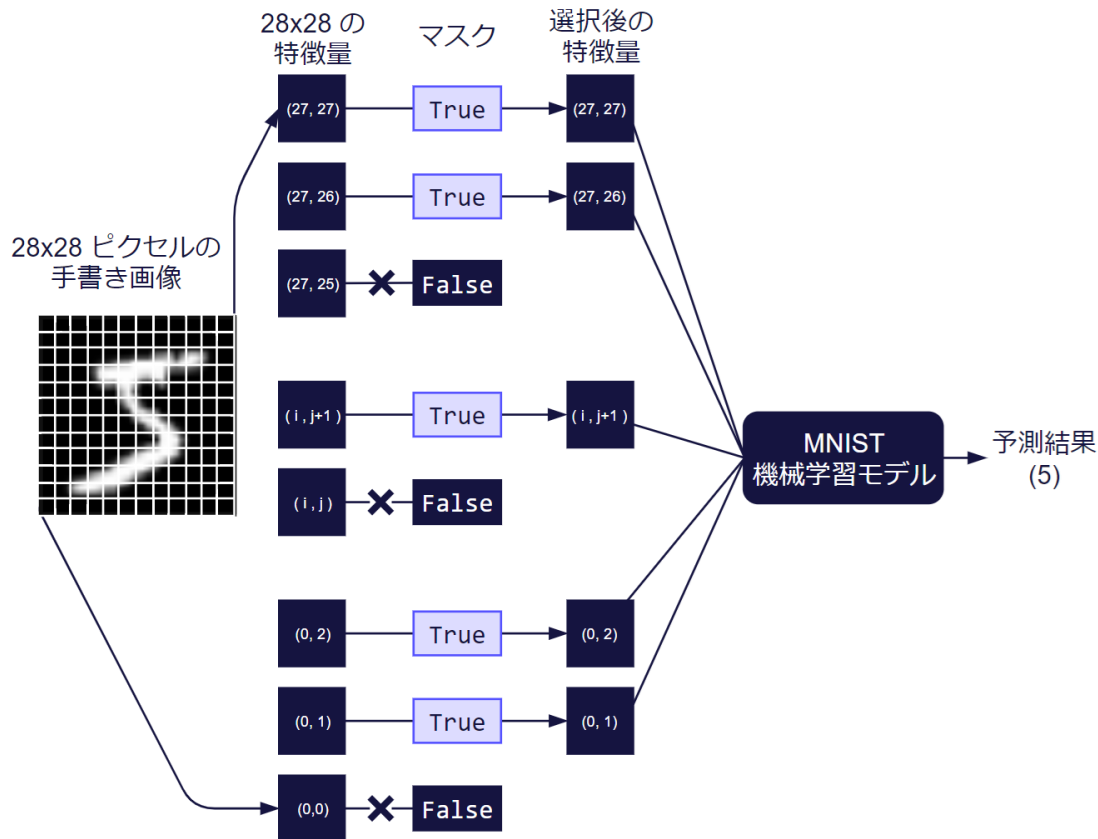 28x28 の
特徴量
マスク
選択後の
特徴量
(27, 27)
True
(27, 27)
(27, 26)
True
(27, 26)
28x28 ピクセルの
手書き画像
(27, 25)
False
( i , j+1)
True
( i , j+1)
MNIST
機械学習モデル
予測結果
(5)
( i , j )
False
(0, 2)
True
(0, 2)
(0, 1)
True
(0, 1)
(0,0)
False